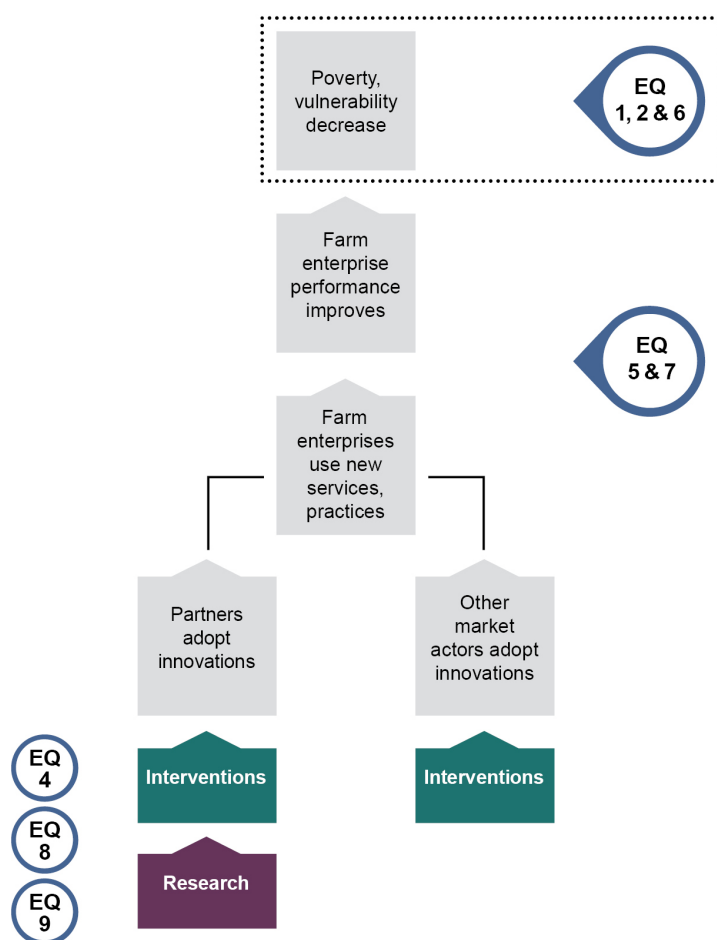 Poverty,
vulnerability
decrease
EQ
1, 2 & 6
Farm
enterprise
performance
improves
EQ
5 & 7
Farm
enterprises
use new
services,
practices
Partners
adopt
innovations
Other
market
actors adopt
innovations
EQ
4
Interventions
Interventions
EQ
8
Research
EQ
9